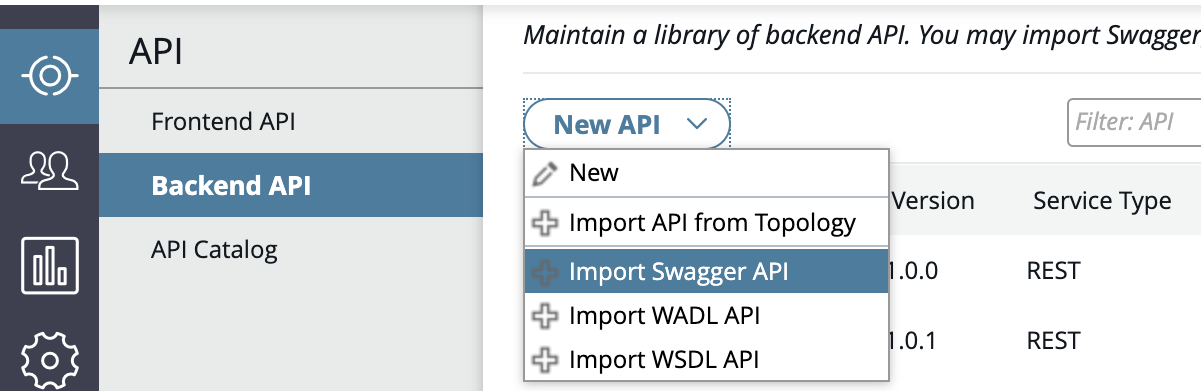 API
Frontend API
Backend API
API Catalog
Maintain a library of backend API. You may import Swagger
New API
Filter: API
New
Import API from Topology
Import Swagger API
Import WADL API
Import WSDL API
Version Service Type
1.0.0 REST
1.0.1 REST